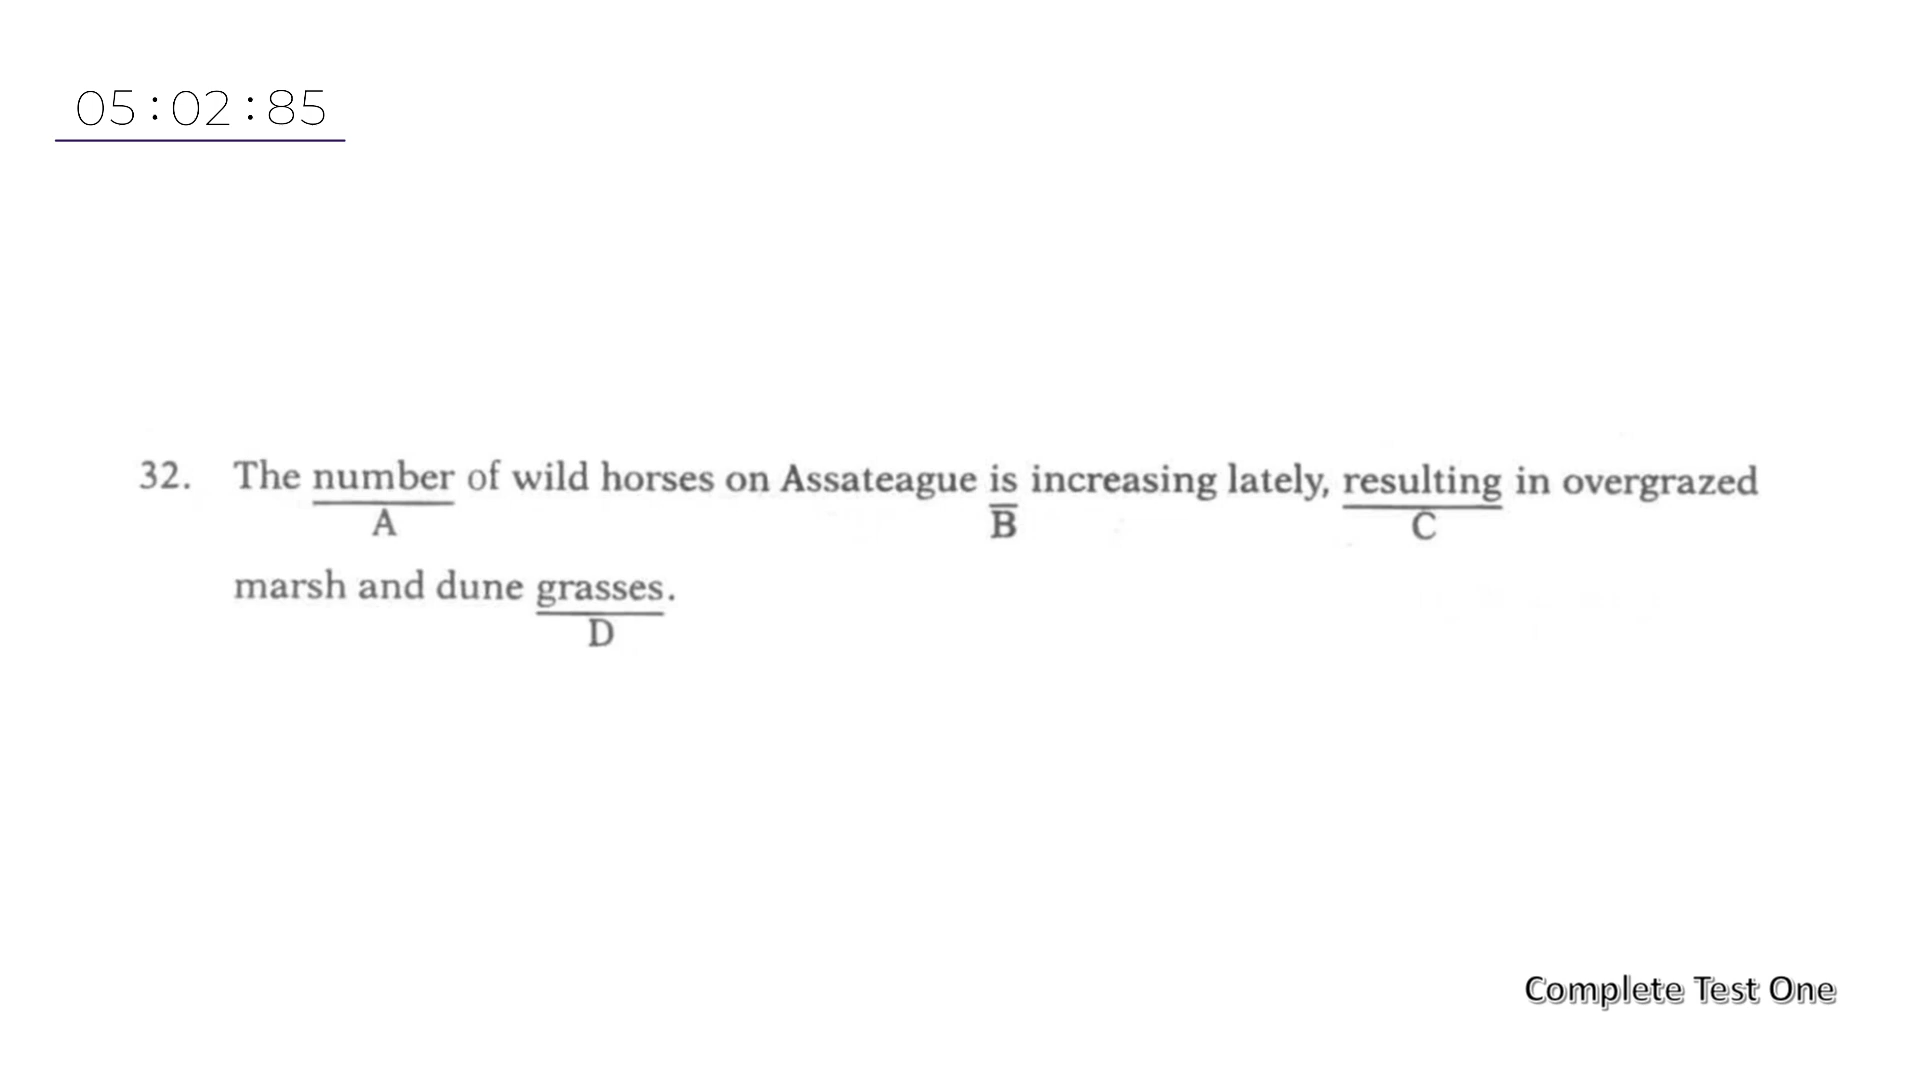 05:02:85
32. The number of wild horses on Assateague is increasing lately, resulting in overgrazed
A B C
marsh and dune grasses.
D
Complete Test One